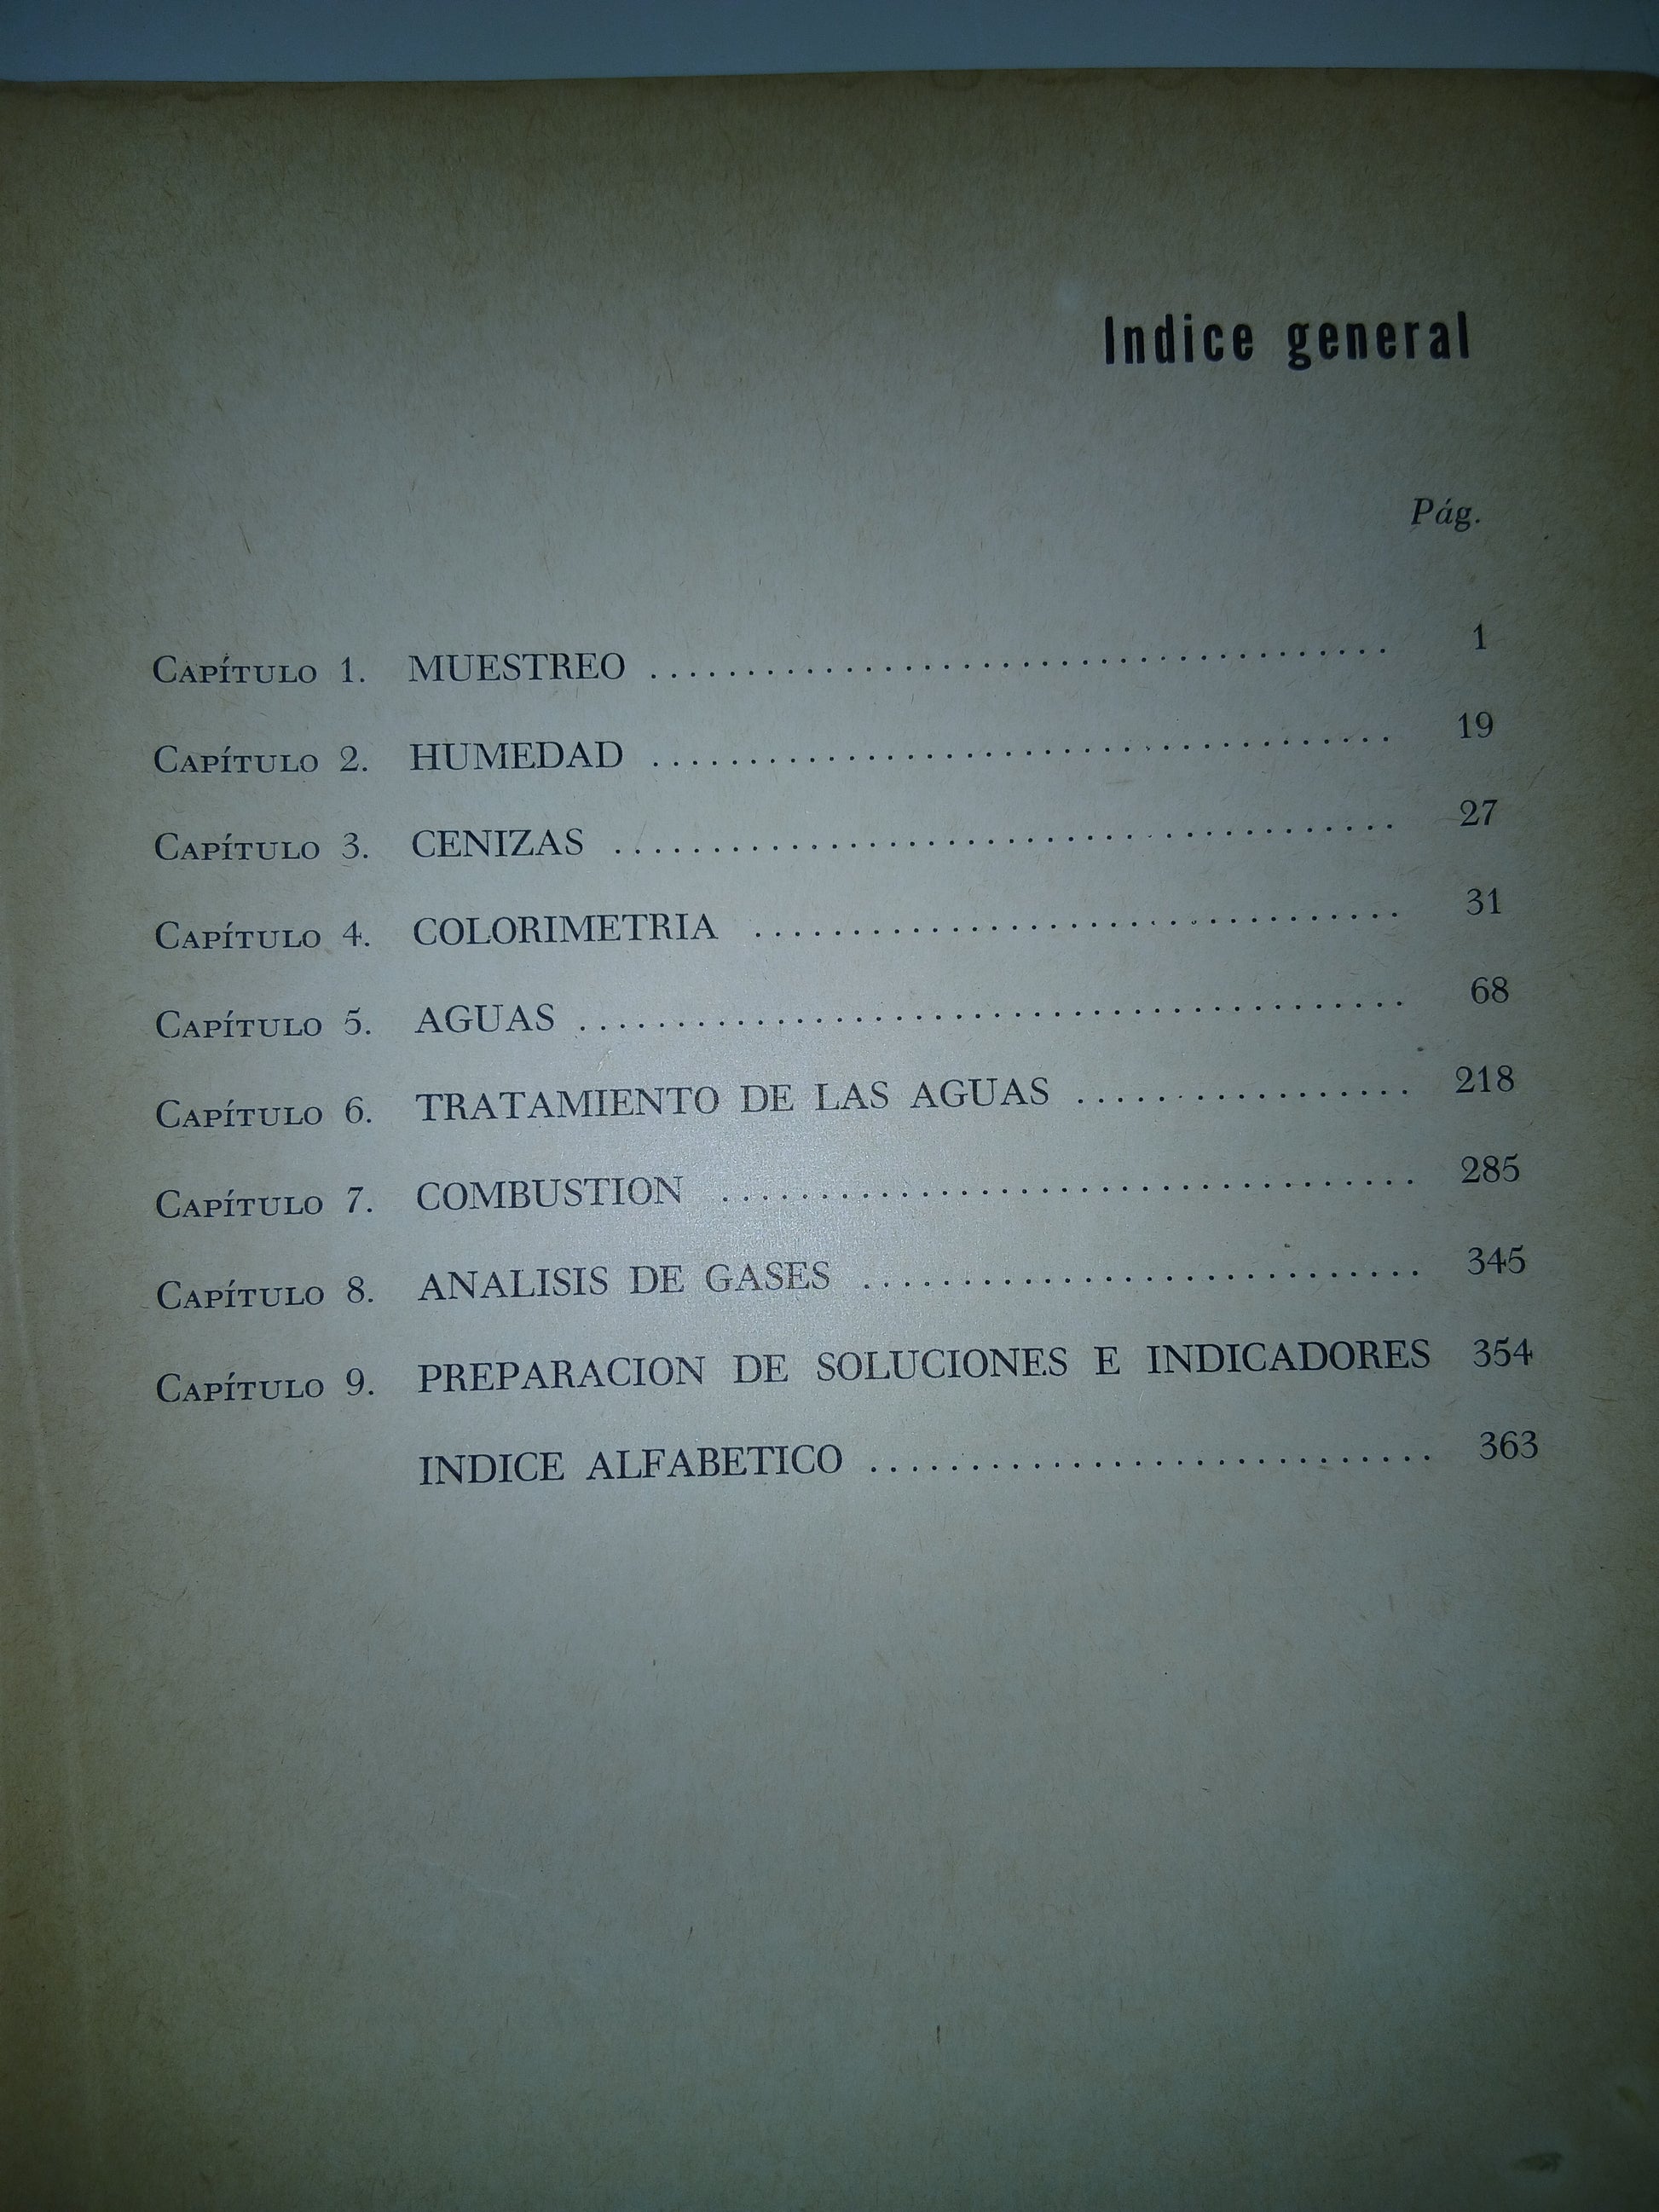 Indice general
Pág.
Capítulo 1. MUESTREO ........................................ 1
Capítulo 2. HUMEDAD ........................................ 19
Capítulo 3. CENIZAS ........................................ 27
Capítulo 4. COLORIMETRIA ........................................ 31
Capítulo 5. AGUAS ........................................ 68
Capítulo 6. TRATAMIENTO DE LAS AGUAS .................. 218
Capítulo 7. COMBUSTION .................................... 285
Capítulo 8. ANALISIS DE GASES ............................. 345
Capítulo 9. PREPARACION DE SOLUCIONES E INDICADORES 354
INDICE ALFABETICO ............................. 363